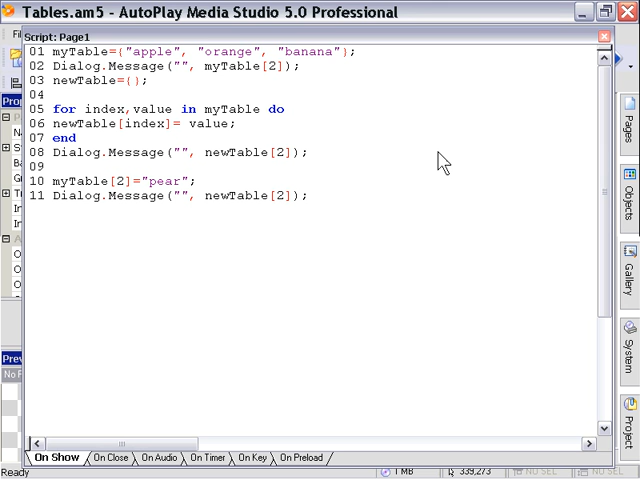 Tables.am5 - AutoPlay Media Studio 5.0 Professional
Script: Page1
01 myTable={"apple", "orange", "banana"};
02 Dialog.Message("", myTable[2]);
03 newTable={};
04
05 for index,value in myTable do
06 newTable[index]= value;
07 end
08 Dialog.Message("", newTable[2]);
09
10 myTable[2]="pear";
11 Dialog.Message("", newTable[2]);
Pages
Objects
Gallery
System
Project
On Show On Close On Audio On Timer On Key On Preload
Ready 1 MB 339,273 NO SEL NO SEL